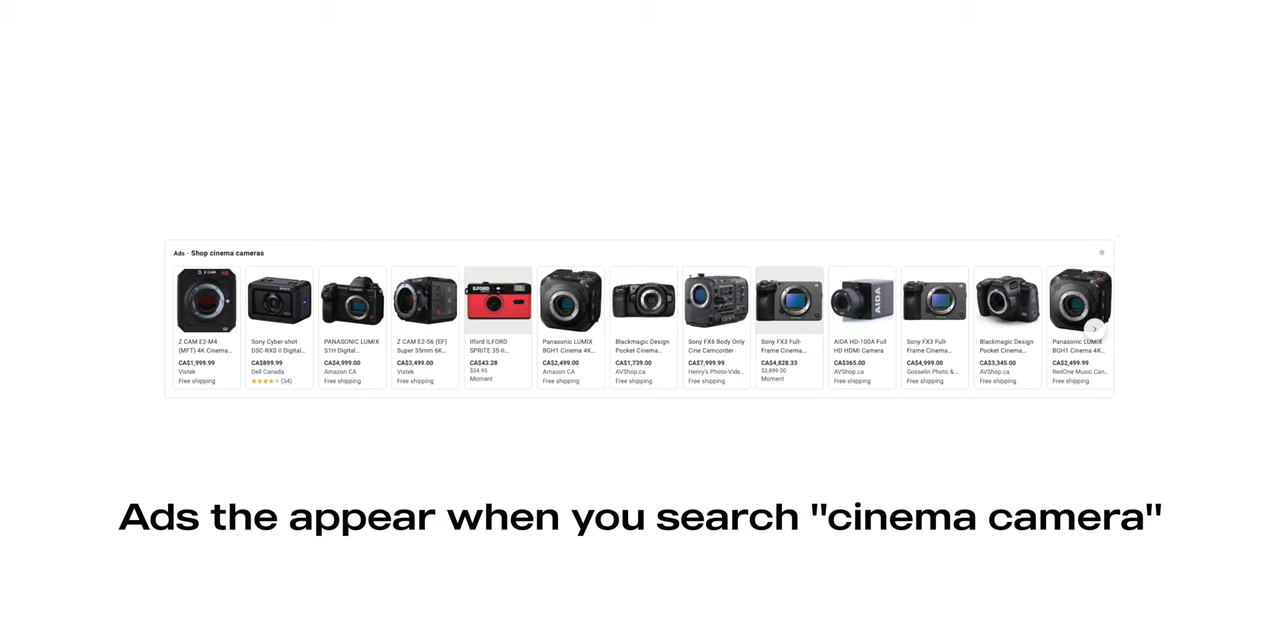 Ads · Shop cinema cameras
Z CAM E2-M4
(MFT) 4K Cinema...
CA$1,999.99
Vistek
Free shipping
Sony Cyber-shot
DSC-RX0 II Digital...
CA$899.99
Dell Canada
(34)
PANASONIC LUMIX
S1H Digital...
CA$4,999.00
Amazon CA
Free shipping
Z CAM E2-S6 (EF)
Super 35mm 6K...
CA$3,499.00
Vistek
Free shipping
ILFORD
Ilford ILFORD
SPRITE 35-II...
CA$43.28
$34.95
Moment
Panasonic LUMIX
BGH1 Cinema 4K...
CA$2,499.00
Amazon CA
Free shipping
Blackmagic Design
Pocket Cinema...
CA$1,739.00
AVShop.ca
Free shipping
Sony FX6 Body Only
Cine Camcorder
CA$7,999.99
Henry's Photo-Vide...
Free shipping
Sony FX3 Full-
Frame Cinema...
CA$4,828.33
$3,899.00
Moment
AIDA
AIDA HD-100A Full
HD HDMI Camera
CA$365.00
AVShop.ca
Free shipping
Sony FX3 Full-
Frame Cinema...
CA$4,999.00
Gosselin Photo & ...
Free shipping
Blackmagic Design
Pocket Cinema...
CA$3,345.00
AVShop.ca
Free shipping
Panasonic LUMIX
BGH1 Cinema 4K...
CA$2,499.99
RedOne Music Can...
Free shipping
Ads the appear when you search "cinema camera"